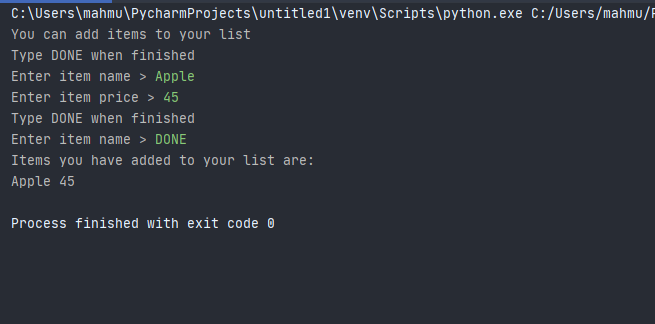 C:\Users\mahmu\PycharmProjects\untitled1\venv\Scripts\python.exe C:/Users/mahmu/
You can add items to your list
Type DONE when finished
Enter item name > Apple
Enter item price > 45
Type DONE when finished
Enter item name > DONE
Items you have added to your list are:
Apple 45
Process finished with exit code 0